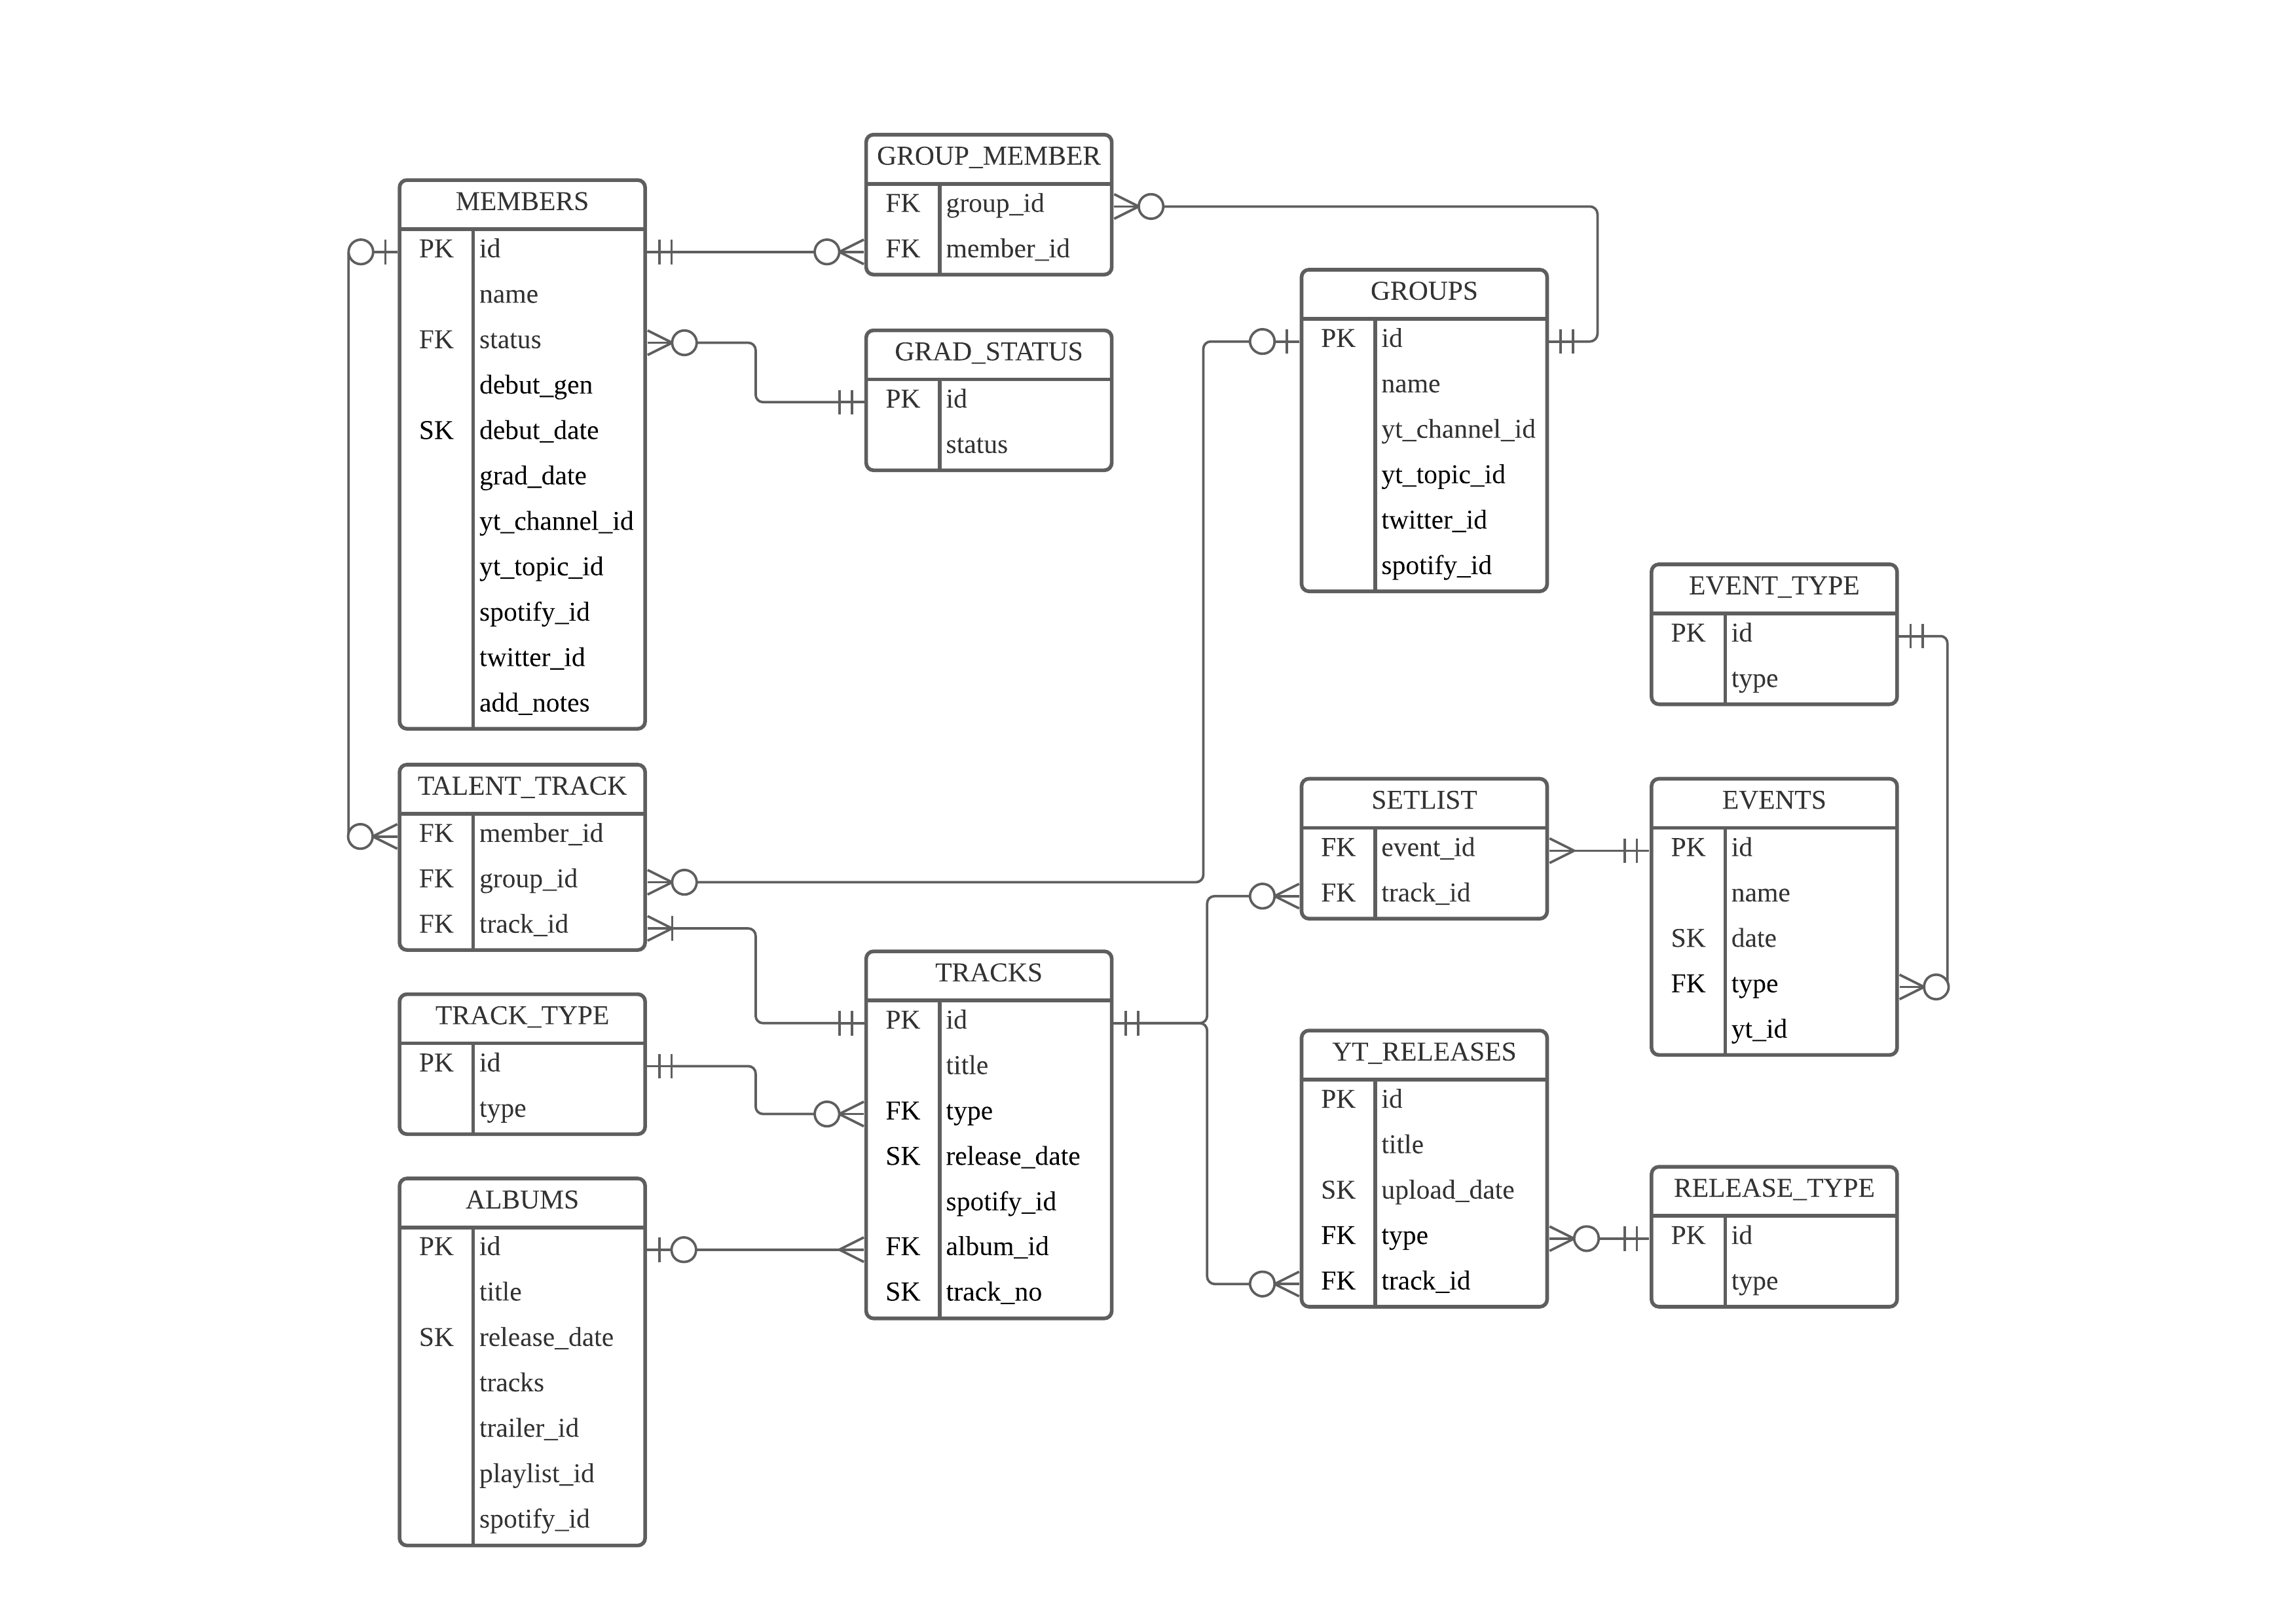 GROUP_MEMBER
FK group_id
FK member_id
MEMBERS
PK id
name
FK status
debut_gen
SK debut_date
grad_date
yt_channel_id
yt_topic_id
spotify_id
twitter_id
add_notes
GRAD_STATUS
PK id
status
GROUPS
PK id
name
yt_channel_id
yt_topic_id
twitter_id
spotify_id
EVENT_TYPE
PK id
type
TALENT_TRACK
FK member_id
FK group_id
FK track_id
SETLIST
FK event_id
FK track_id
EVENTS
PK id
name
SK date
FK type
yt_id
TRACK_TYPE
PK id
type
TRACKS
PK id
title
FK type
SK release_date
spotify_id
FK album_id
SK track_no
YT_RELEASES
PK id
title
SK upload_date
FK type
FK track_id
RELEASE_TYPE
PK id
type
ALBUMS
PK id
title
SK release_date
tracks
trailer_id
playlist_id
spotify_id